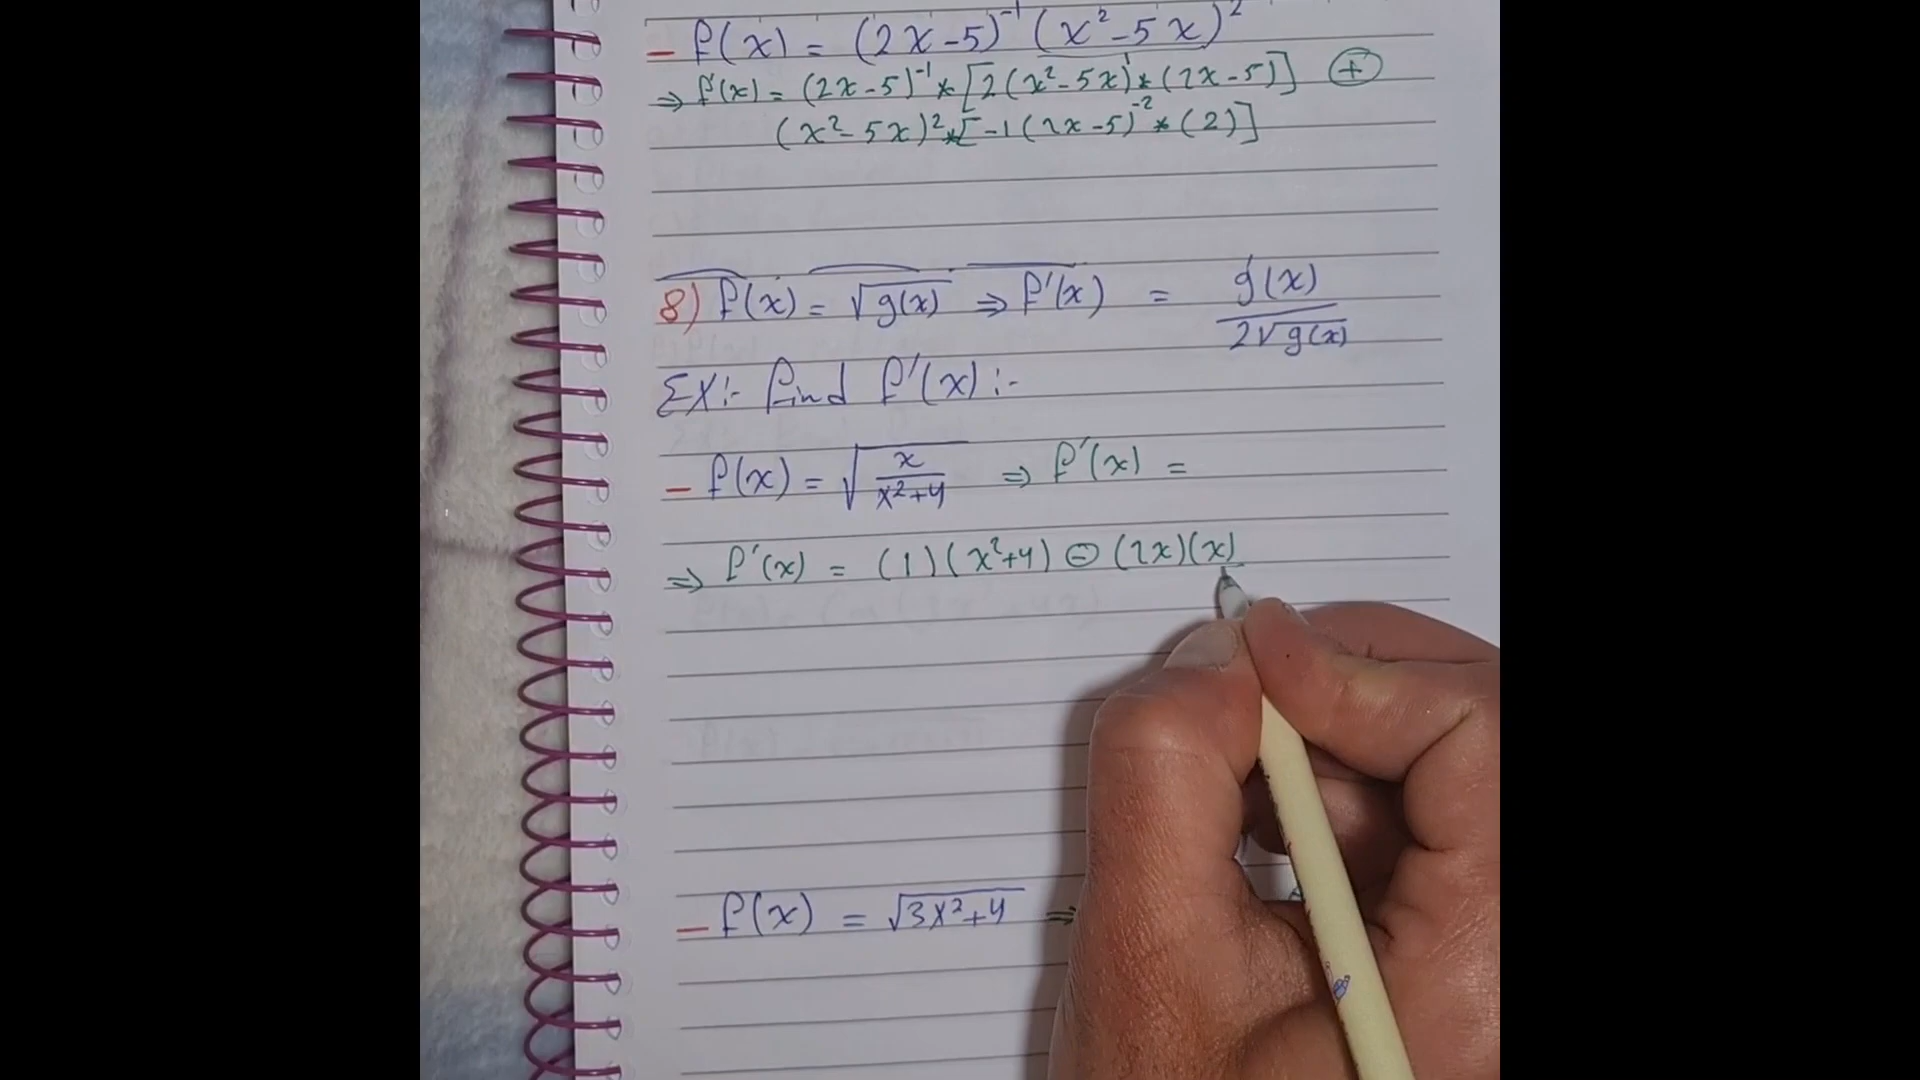 – f(x) = (2x-5)⁻¹ (x²-5x)²
⇒ f'(x) = (2x-5)⁻¹ * [2(x²-5x)¹ * (2x-5)] ⊕
(x²-5x)² * [-1(2x-5)⁻² * (2)]
8) f(x) = √g(x) ⇒ f'(x) = g'(x) / 2√g(x)
EX:- find f'(x) :-
– f(x) = √(x / x²+4) ⇒ f'(x) =
⇒ f'(x) = (1)(x²+4) ⊖ (2x)(x)
– f(x) = √3x²+4 ⇒